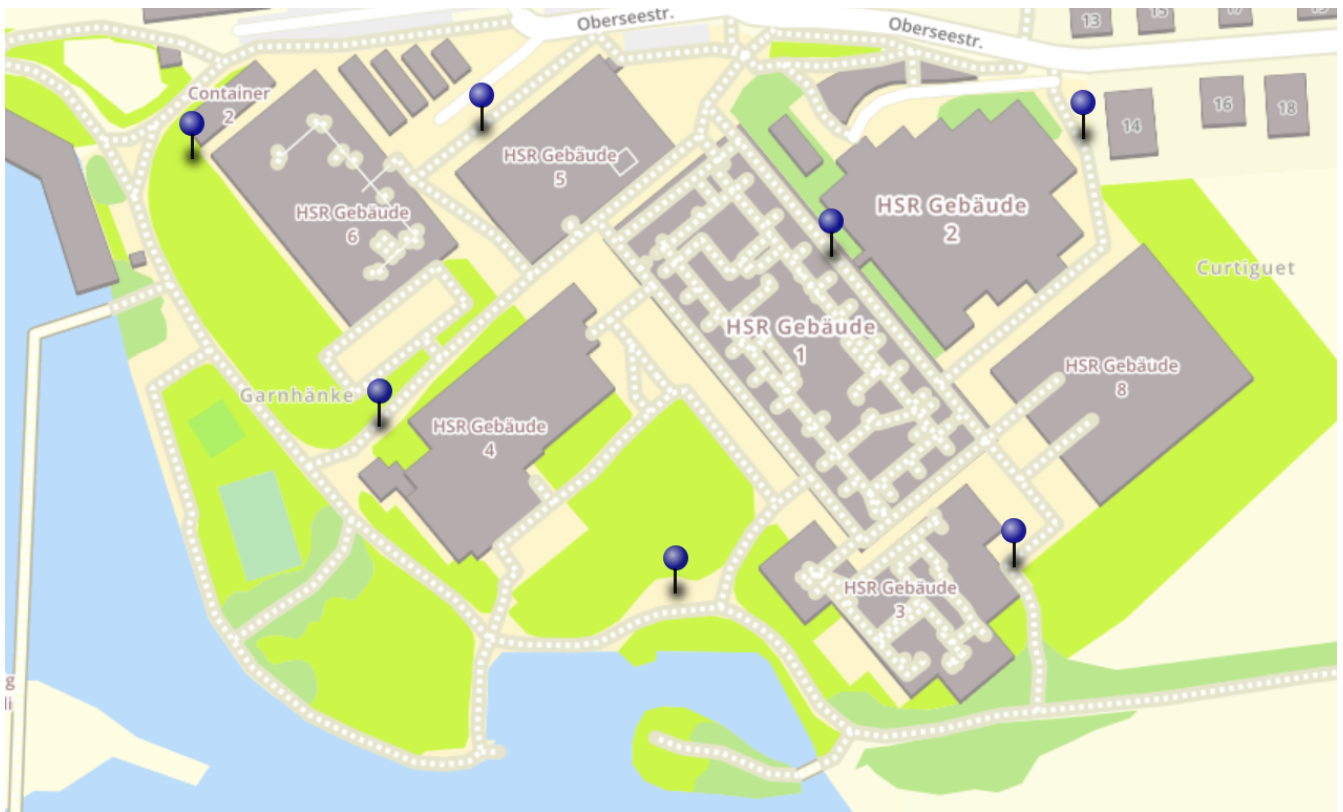 Oberseestr.
Oberseestr.
13
15
17
Container
2
16
18
14
HSR Gebäude
5
HSR Gebäude
6
HSR Gebäude
2
Curtiguet
HSR Gebäude
1
HSR Gebäude
8
Garnhänke
HSR Gebäude
4
HSR Gebäude
3